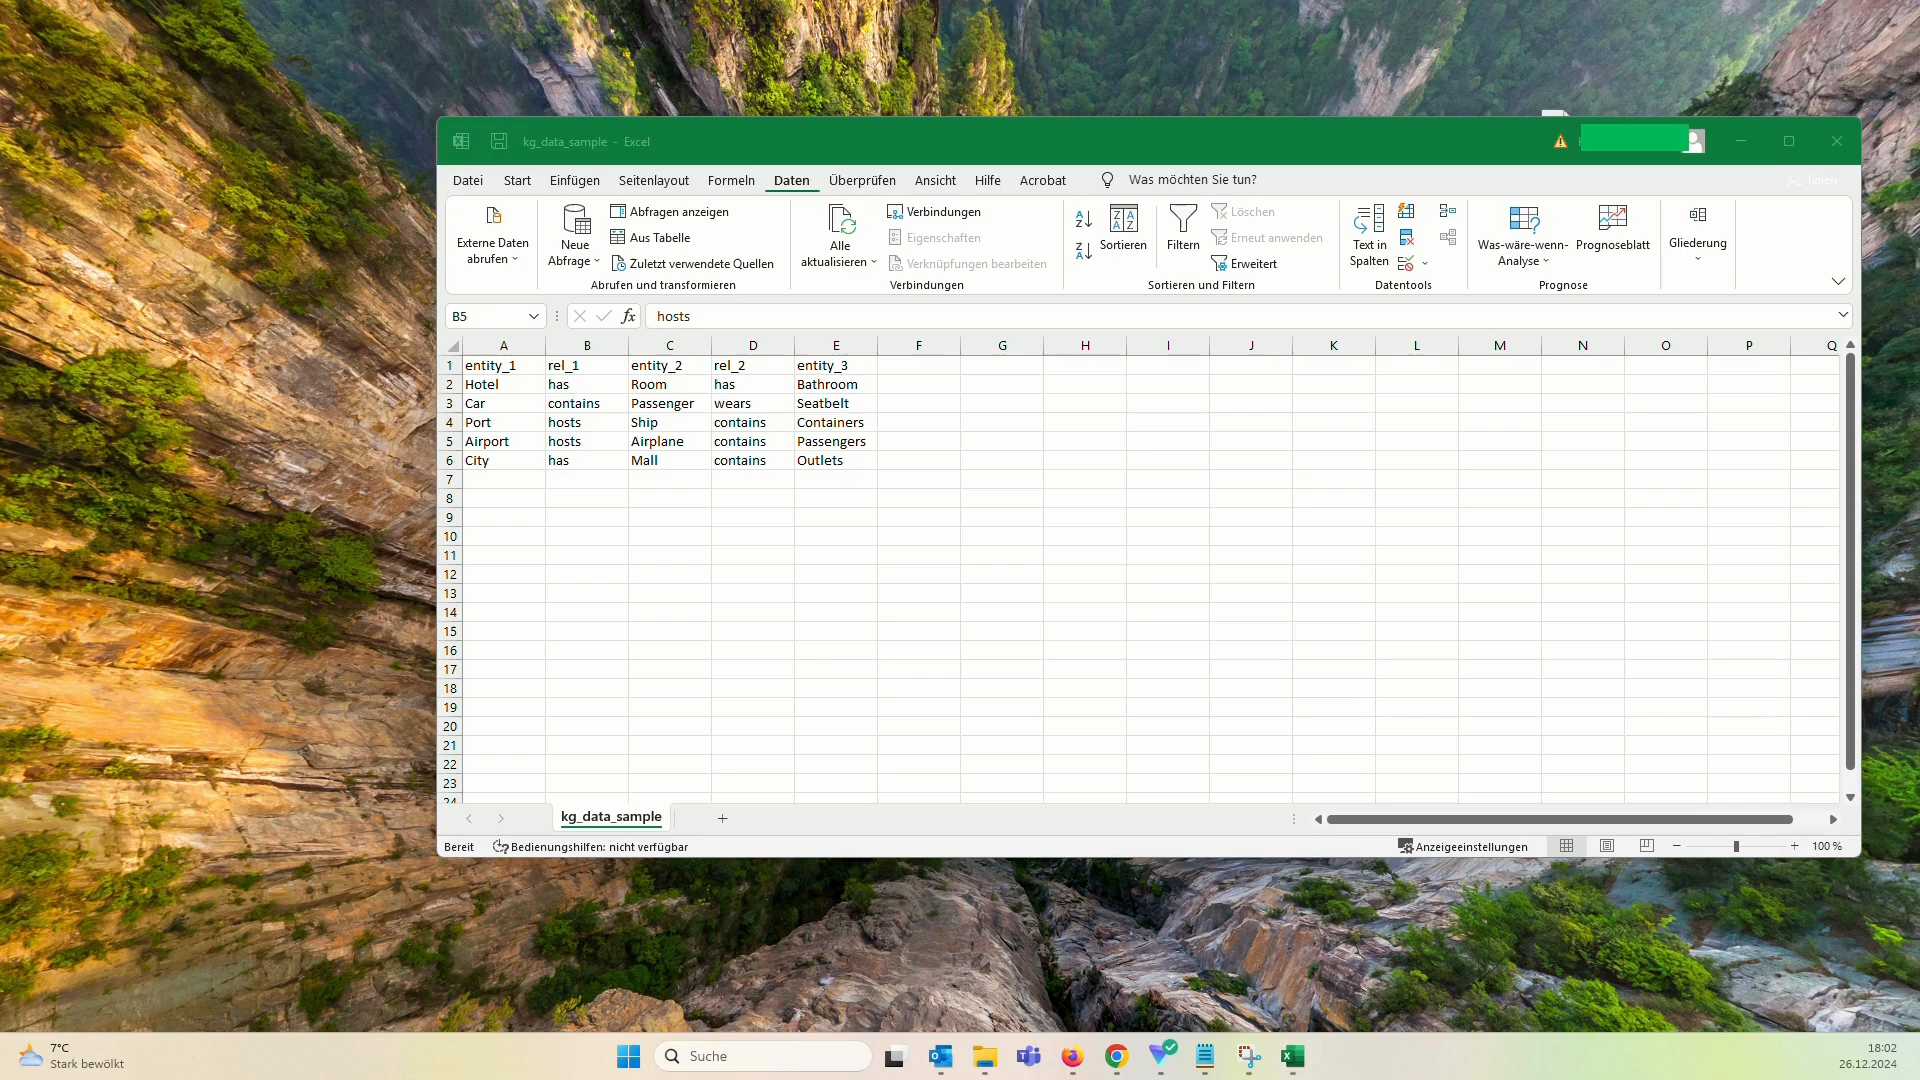 kg_data_sample - Excel
Datei Start Einfügen Seitenlayout Formeln Daten Überprüfen Ansicht Hilfe Acrobat Was möchten Sie tun? Teilen
Externe Daten abrufen
Neue Abfrage
Abfragen anzeigen
Aus Tabelle
Zuletzt verwendete Quellen
Abrufen und transformieren
Alle aktualisieren
Verbindungen
Eigenschaften
Verknüpfungen bearbeiten
Verbindungen
Sortieren
Filtern
Löschen
Erneut anwenden
Erweitert
Sortieren und Filtern
Text in Spalten
Datentools
Was-wäre-wenn-Analyse
Prognoseblatt
Prognose
Gliederung
B5 fx hosts
A B C D E F G H I J K L M N O P Q
1 entity_1 rel_1 entity_2 rel_2 entity_3
2 Hotel has Room has Bathroom
3 Car contains Passenger wears Seatbelt
4 Port hosts Ship contains Containers
5 Airport hosts Airplane contains Passengers
6 City has Mall contains Outlets
7
8
9
10
11
12
13
14
15
16
17
18
19
20
21
22
23
24
kg_data_sample
Bereit Bedienungshilfen: nicht verfügbar Anzeigeeinstellungen 100 %
7°C
Stark bewölkt
Suche
18:02
26.12.2024